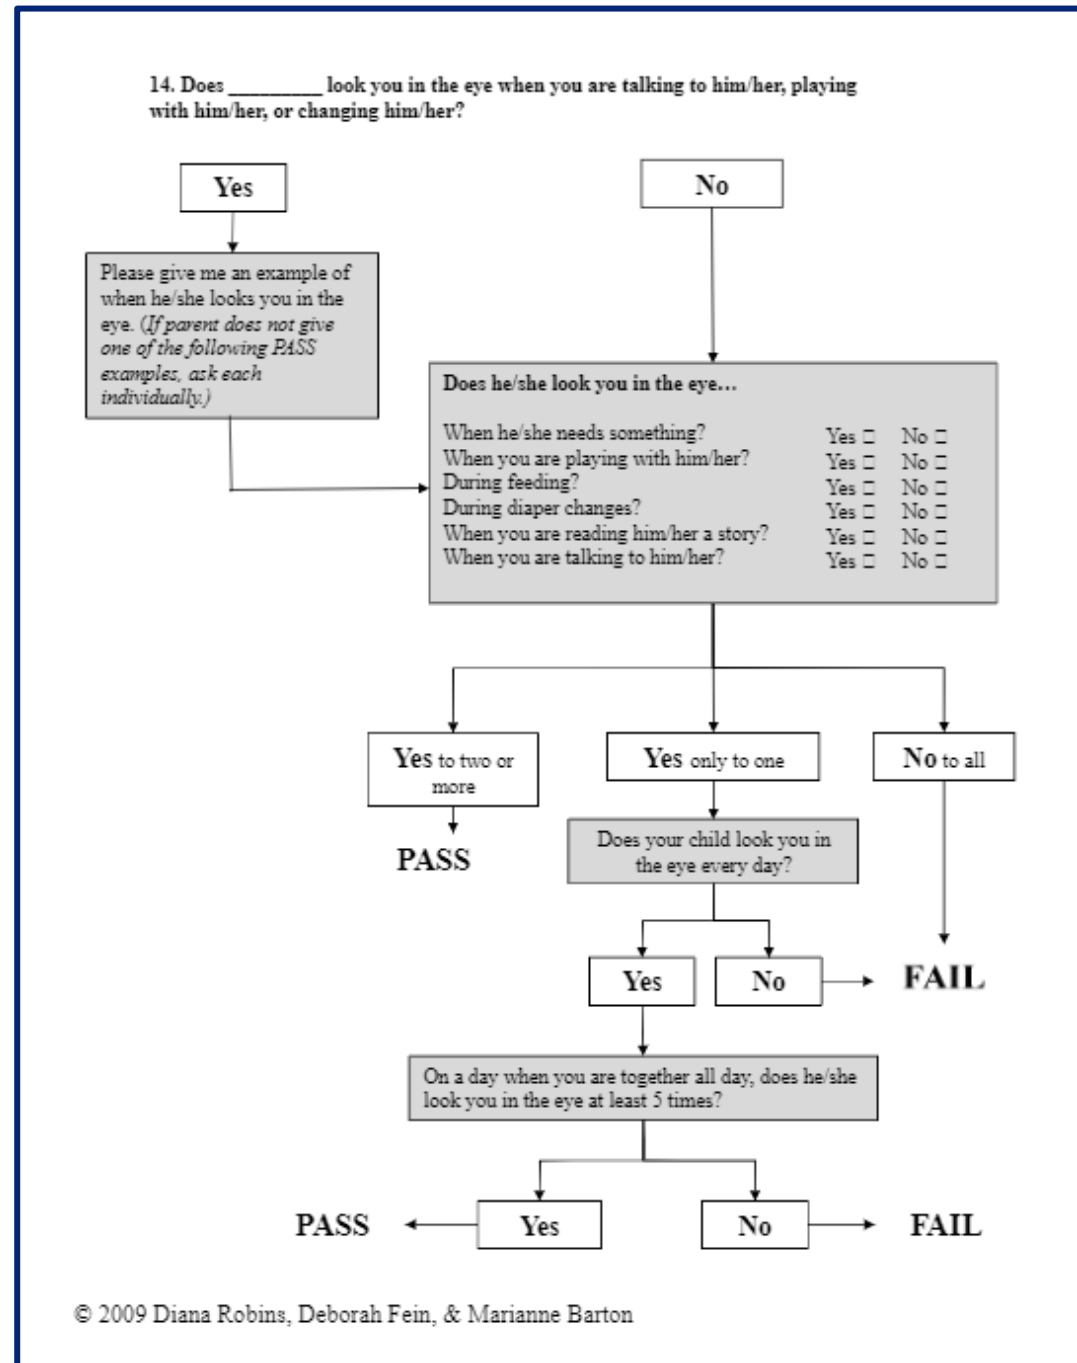 14. Does _________ look you in the eye when you are talking to him/her, playing
with him/her, or changing him/her?
Yes
No
Please give me an example of
when he/she looks you in the
eye. (If parent does not give
one of the following PASS
examples, ask each
individually.)
Does he/she look you in the eye...
When he/she needs something? Yes □ No □
When you are playing with him/her? Yes □ No □
During feeding? Yes □ No □
During diaper changes? Yes □ No □
When you are reading him/her a story? Yes □ No □
When you are talking to him/her? Yes □ No □
Yes to two or
more
Yes only to one
No to all
PASS
Does your child look you in
the eye every day?
Yes
No
FAIL
On a day when you are together all day, does he/she
look you in the eye at least 5 times?
PASS
Yes
No
FAIL
© 2009 Diana Robins, Deborah Fein, & Marianne Barton